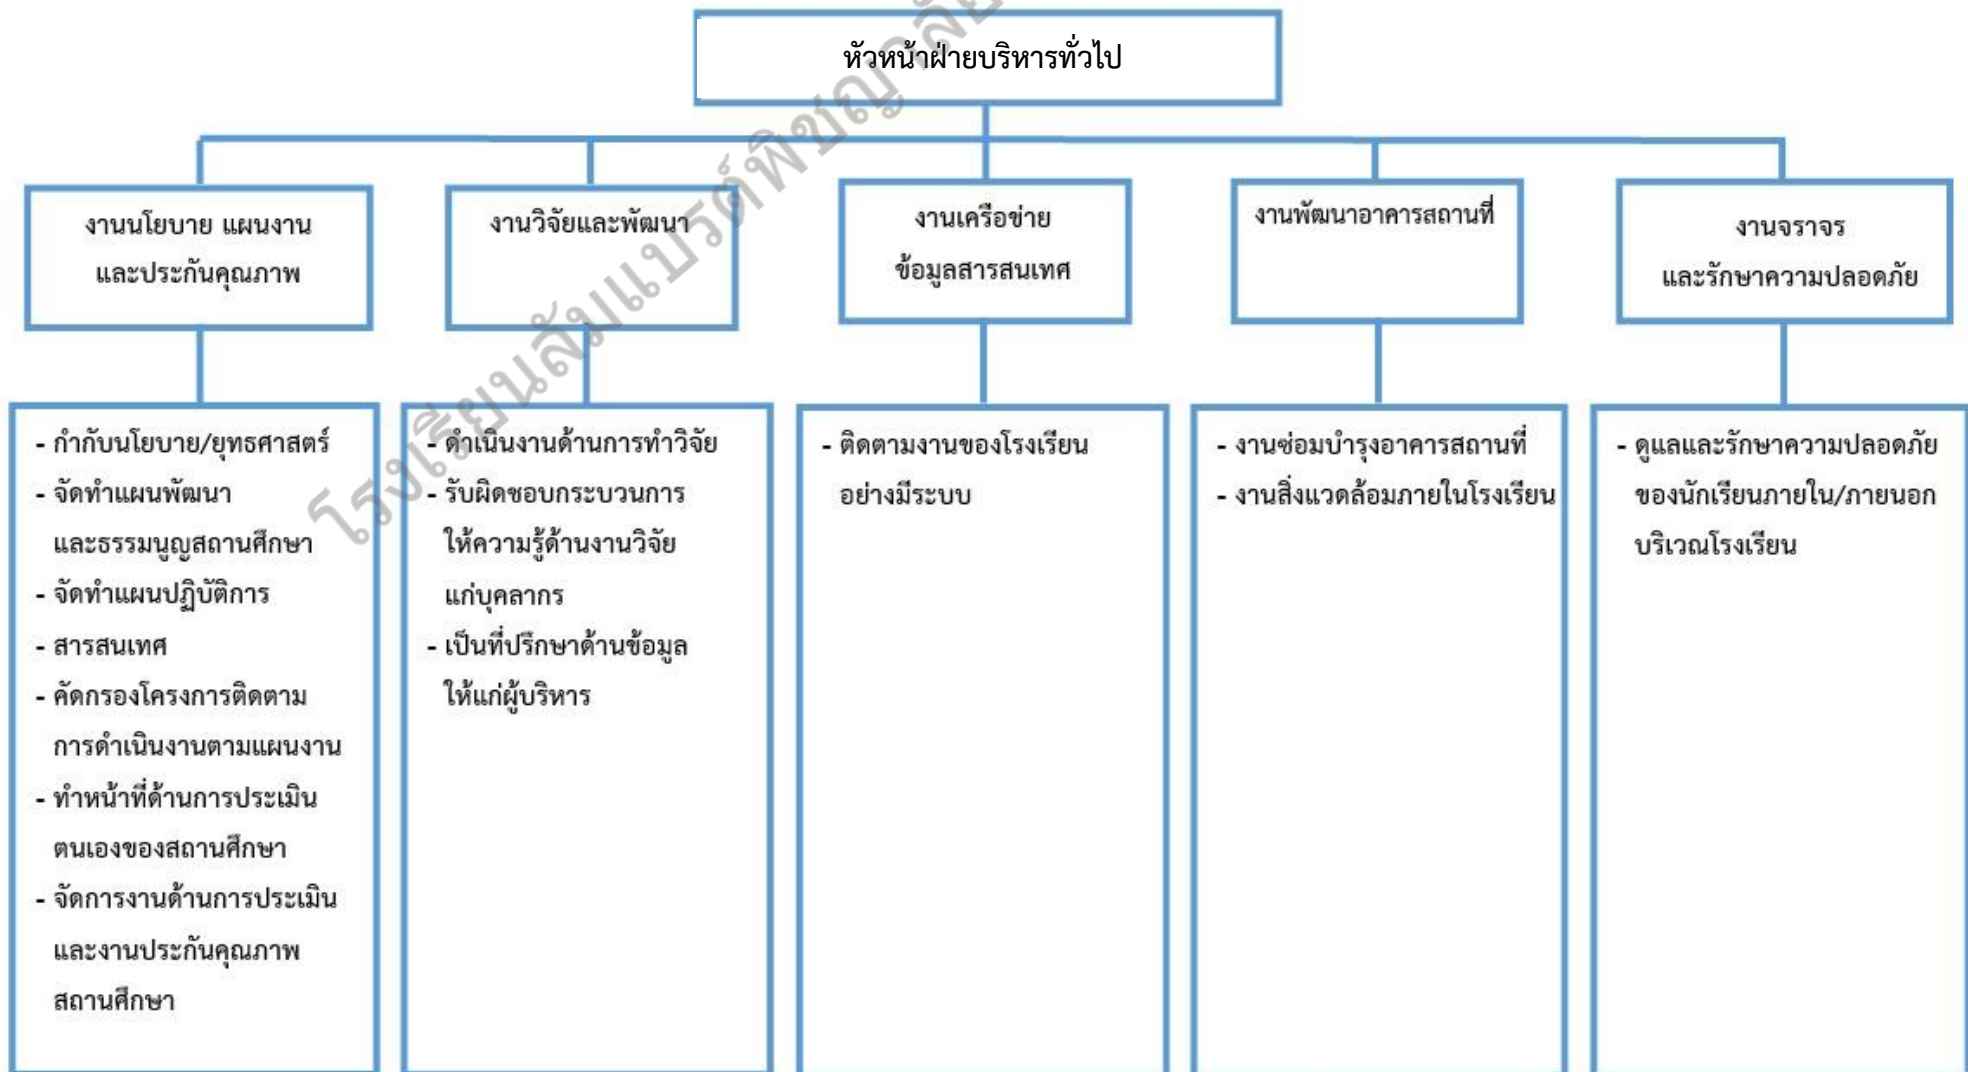 หัวหน้าฝ่ายบริหารทั่วไป
งานนโยบาย แผนงาน
และประกันคุณภาพ
งานวิจัยและพัฒนา
งานเครือข่าย
ข้อมูลสารสนเทศ
งานพัฒนาอาคารสถานที่
งานจราจร
และรักษาความปลอดภัย
- กำกับนโยบาย/ยุทธศาสตร์
- จัดทำแผนพัฒนา
และธรรมนูญสถานศึกษา
- จัดทำแผนปฏิบัติการ
- สารสนเทศ
- คัดกรองโครงการติดตาม
การดำเนินงานตามแผนงาน
- ทำหน้าที่ด้านการประเมิน
ตนเองของสถานศึกษา
- จัดการงานด้านการประเมิน
และงานประกันคุณภาพ
สถานศึกษา
- ดำเนินงานด้านการทำวิจัย
- รับผิดชอบกระบวนการ
ให้ความรู้ด้านงานวิจัย
แก่บุคลากร
- เป็นที่ปรึกษาด้านข้อมูล
ให้แก่ผู้บริหาร
- ติดตามงานของโรงเรียน
อย่างมีระบบ
- งานซ่อมบำรุงอาคารสถานที่
- งานสิ่งแวดล้อมภายในโรงเรียน
- ดูแลและรักษาความปลอดภัย
ของนักเรียนภายใน/ภายนอก
บริเวณโรงเรียน